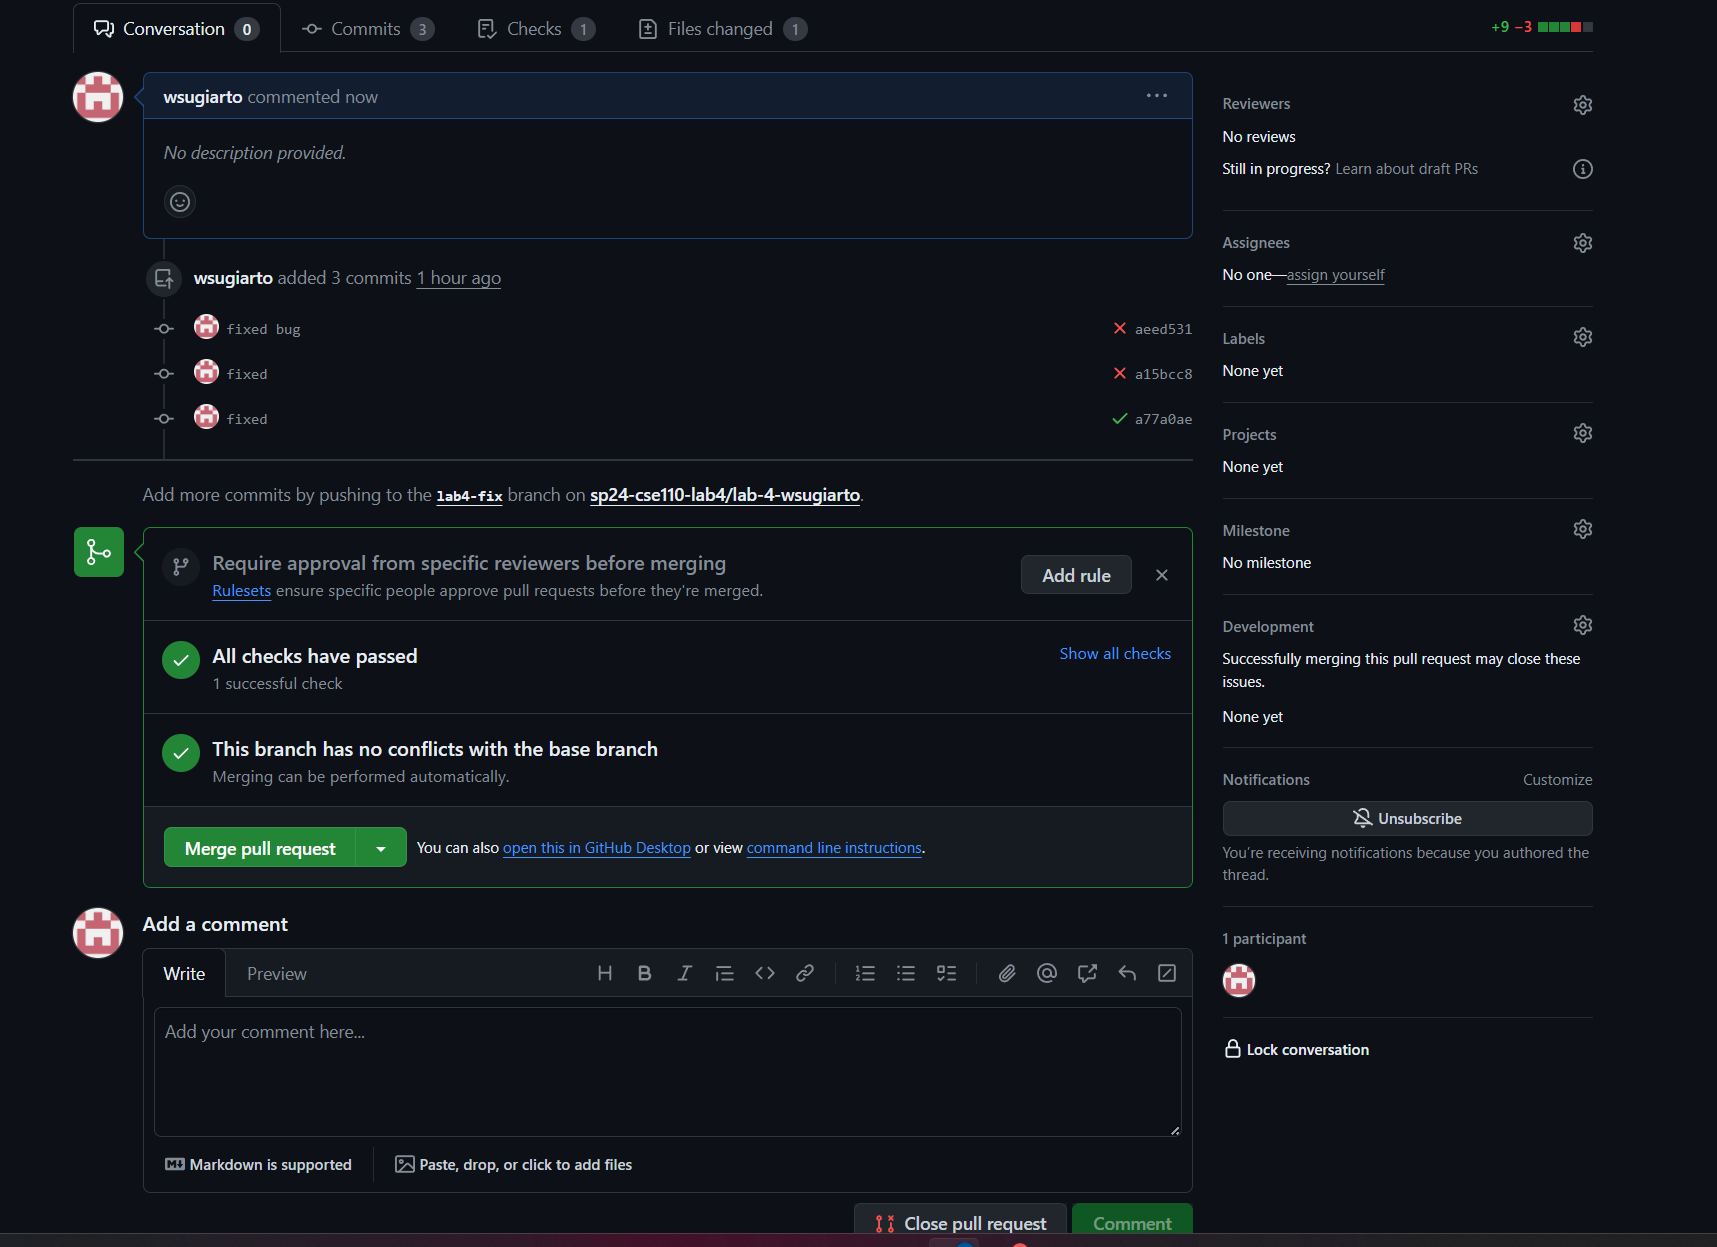 Conversation 0
Commits 3
Checks 1
Files changed 1
+9 −3
wsugiarto commented now
No description provided.
wsugiarto added 3 commits 1 hour ago
fixed bug
aeed531
fixed
a15bcc8
fixed
a77a0ae
Add more commits by pushing to the lab4-fix branch on sp24-cse110-lab4/lab-4-wsugiarto.
Require approval from specific reviewers before merging
Rulesets ensure specific people approve pull requests before they're merged.
Add rule
All checks have passed
1 successful check
Show all checks
This branch has no conflicts with the base branch
Merging can be performed automatically.
Merge pull request
You can also open this in GitHub Desktop or view command line instructions.
Add a comment
Write
Preview
Add your comment here...
Markdown is supported
Paste, drop, or click to add files
Close pull request
Comment
Reviewers
No reviews
Still in progress? Learn about draft PRs
Assignees
No one—assign yourself
Labels
None yet
Projects
None yet
Milestone
No milestone
Development
Successfully merging this pull request may close these
issues.
None yet
Notifications
Customize
Unsubscribe
You're receiving notifications because you authored the
thread.
1 participant
Lock conversation